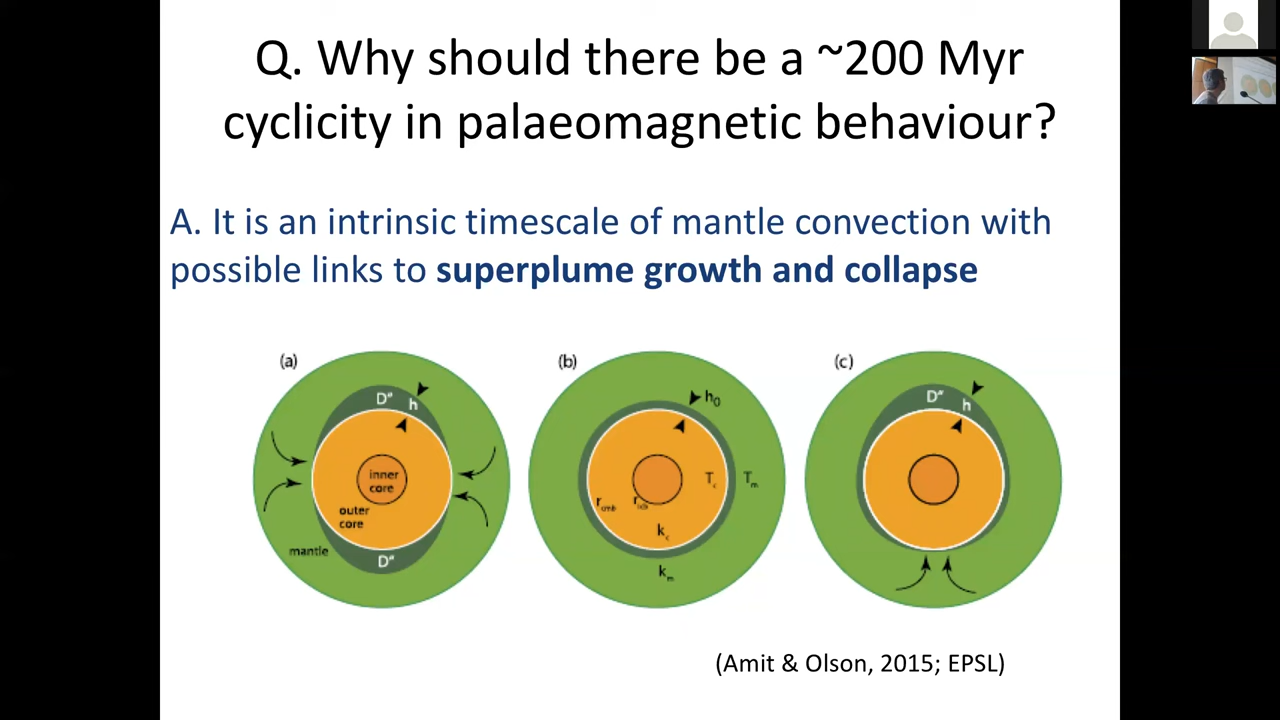 Q. Why should there be a ~200 Myr
cyclicity in palaeomagnetic behaviour?
A. It is an intrinsic timescale of mantle convection with
possible links to superplume growth and collapse
(a)
D"
h
inner
core
outer
core
mantle
D"
(b)
h₀
T꜀
Tₘ
r꜀ₘb
k꜀
kₘ
(c)
D"
h
(Amit & Olson, 2015; EPSL)